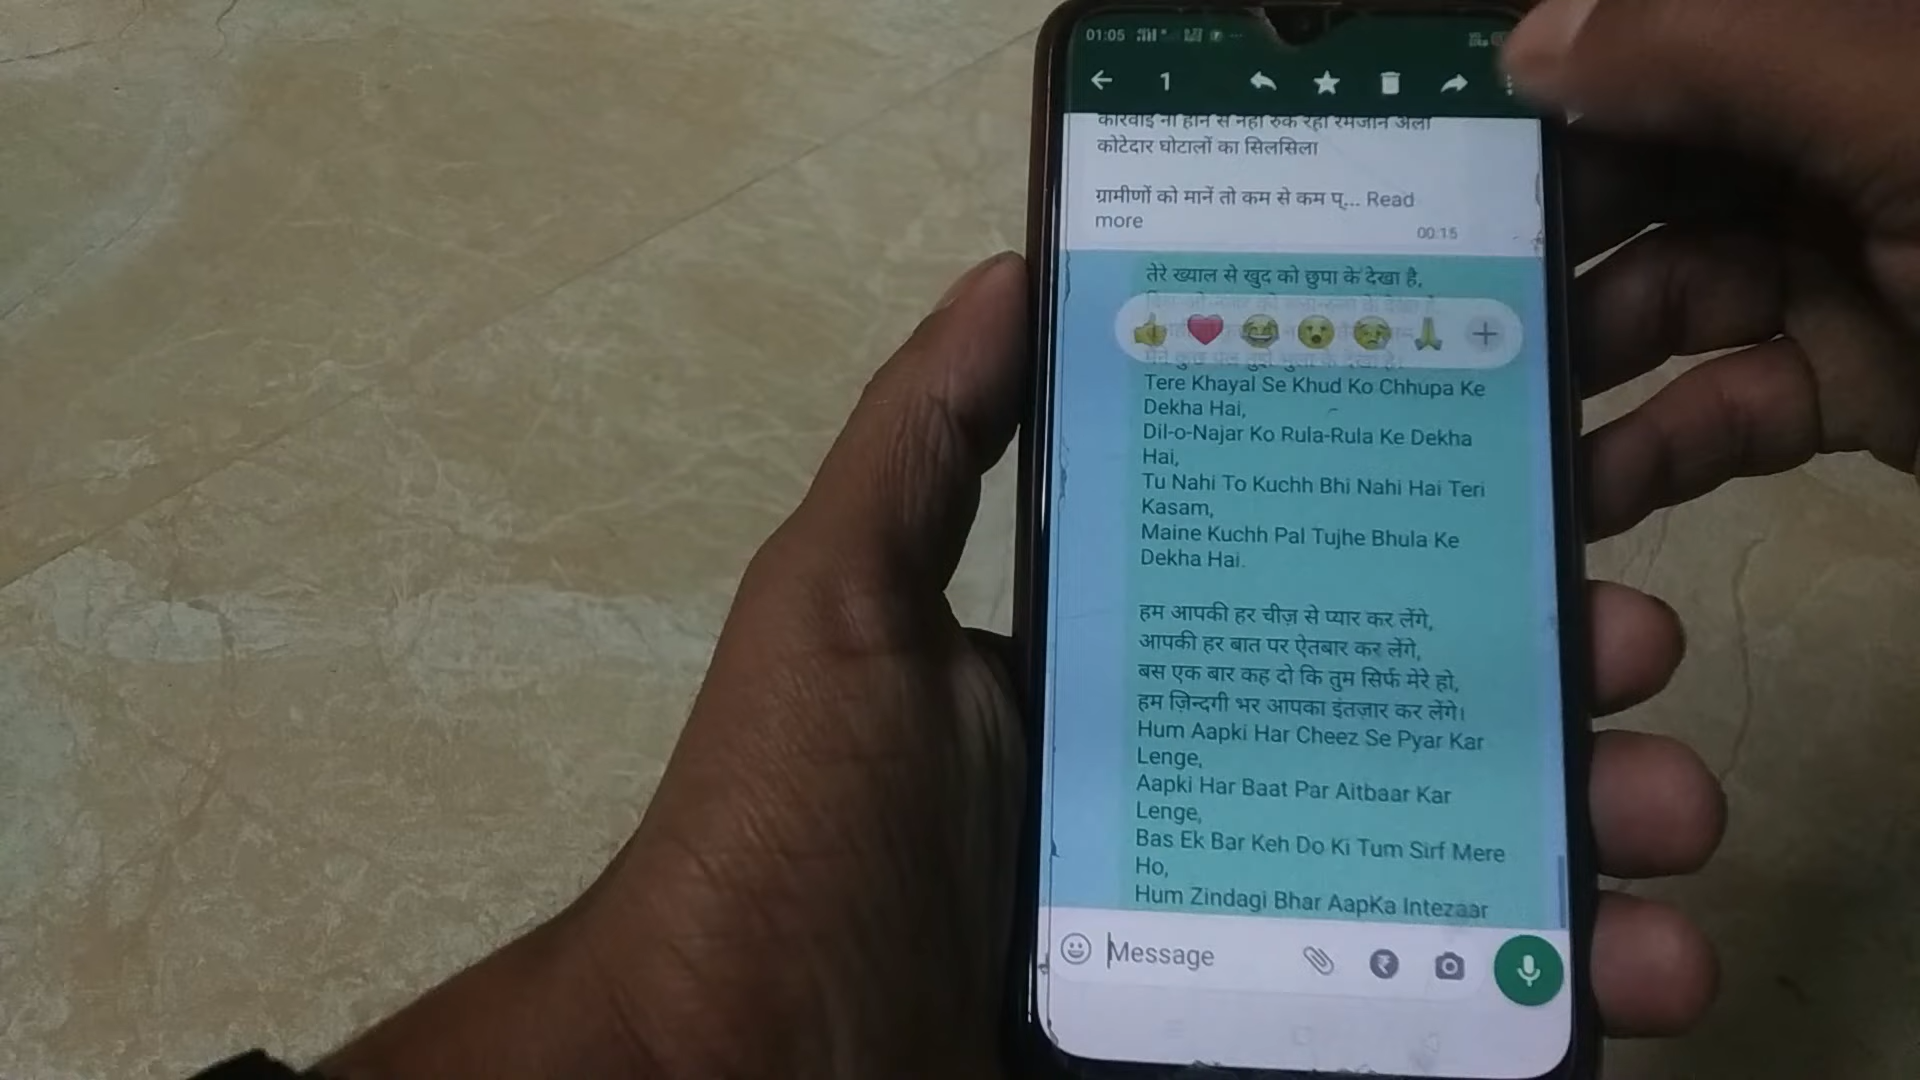 01:05
1
कोटेदार घोटालों का सिलसिला
ग्रामीणों को मानें तो कम से कम प्... Read
more
00:15
तेरे ख्याल से खुद को छुपा के देखा है,
Tere Khayal Se Khud Ko Chhupa Ke
Dekha Hai,
Dil-o-Najar Ko Rula-Rula Ke Dekha
Hai,
Tu Nahi To Kuchh Bhi Nahi Hai Teri
Kasam,
Maine Kuchh Pal Tujhe Bhula Ke
Dekha Hai.
हम आपकी हर चीज़ से प्यार कर लेंगे,
आपकी हर बात पर ऐतबार कर लेंगे,
बस एक बार कह दो कि तुम सिर्फ मेरे हो,
हम ज़िन्दगी भर आपका इंतज़ार कर लेंगे।
Hum Aapki Har Cheez Se Pyar Kar
Lenge,
Aapki Har Baat Par Aitbaar Kar
Lenge,
Bas Ek Bar Keh Do Ki Tum Sirf Mere
Ho,
Hum Zindagi Bhar AapKa Intezaar
Message